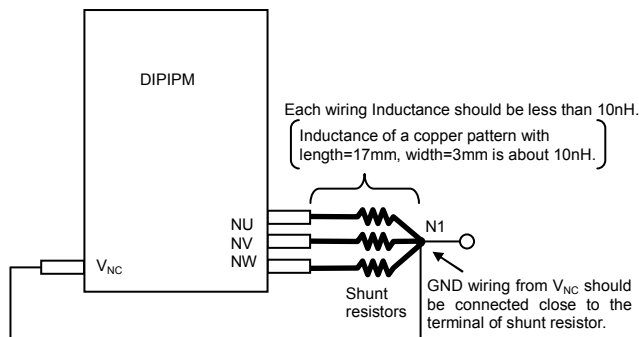 DIPIPM
Each wiring Inductance should be less than 10nH.
Inductance of a copper pattern with
length=17mm, width=3mm is about 10nH.
NU
NV
NW
N1
VNC
Shunt
resistors
GND wiring from VNC should
be connected close to the
terminal of shunt resistor.